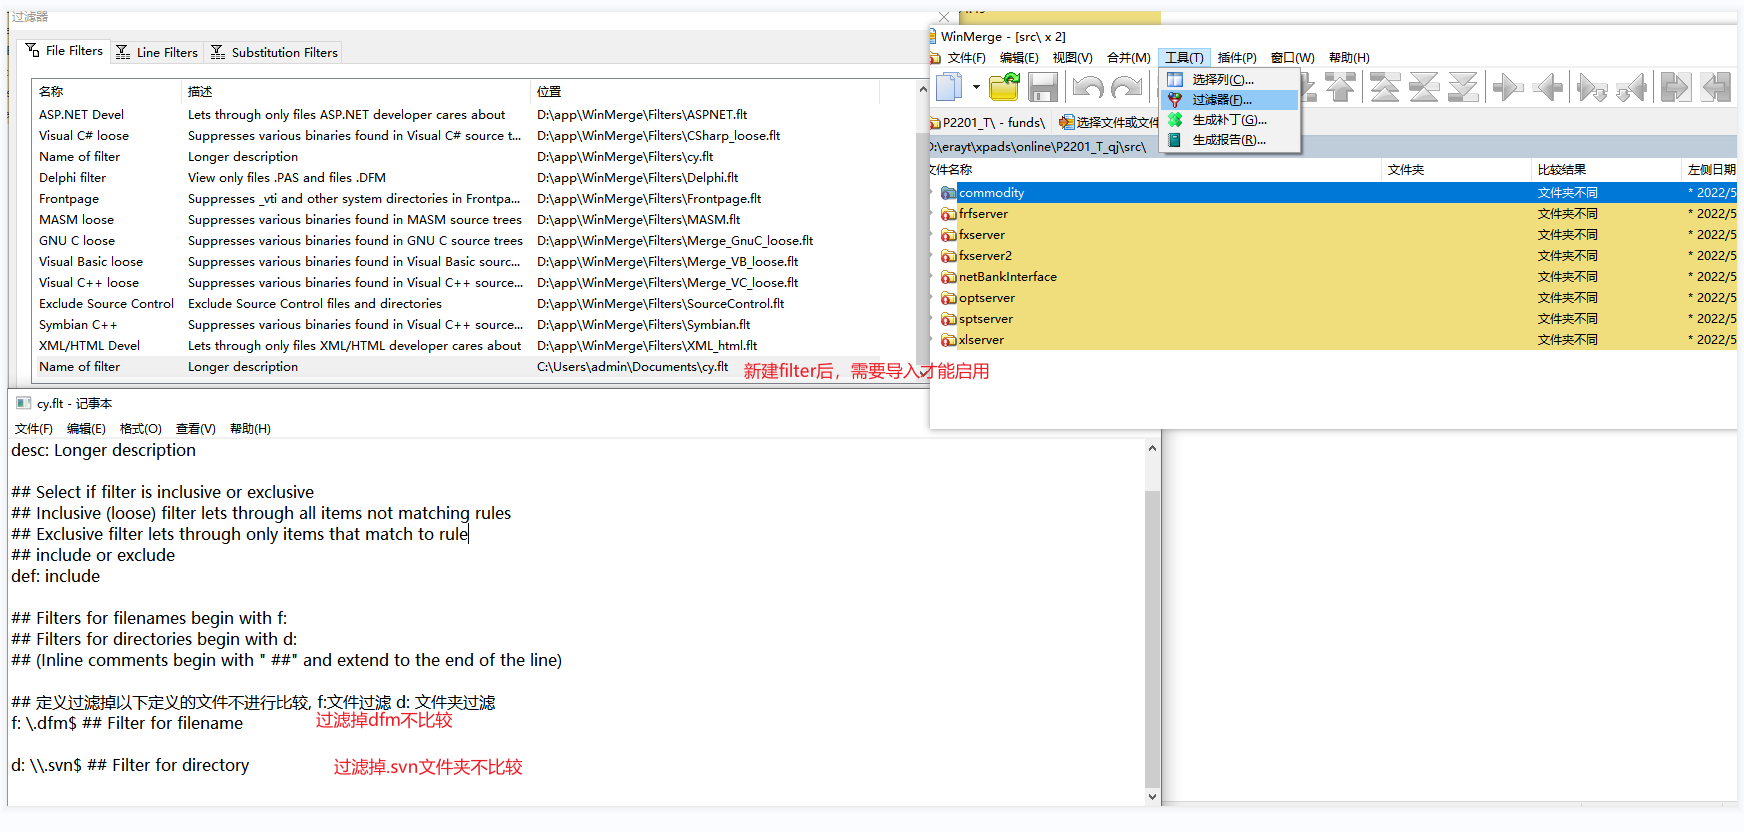 过滤器
File Filters
Line Filters
Substitution Filters
名称 描述 位置
ASP.NET Devel Lets through only files ASP.NET developer cares about D:\app\WinMerge\Filters\ASPNET.flt
Visual C# loose Suppresses various binaries found in Visual C# source t... D:\app\WinMerge\Filters\CSharp_loose.flt
Name of filter Longer description D:\app\WinMerge\Filters\cy.flt
Delphi filter View only files .PAS and files .DFM D:\app\WinMerge\Filters\Delphi.flt
Frontpage Suppresses _vti and other system directories in Frontpa... D:\app\WinMerge\Filters\Frontpage.flt
MASM loose Suppresses various binaries found in MASM source trees D:\app\WinMerge\Filters\MASM.flt
GNU C loose Suppresses various binaries found in GNU C source trees D:\app\WinMerge\Filters\Merge_GnuC_loose.flt
Visual Basic loose Suppresses various binaries found in Visual Basic sourc... D:\app\WinMerge\Filters\Merge_VB_loose.flt
Visual C++ loose Suppresses various binaries found in Visual C++ source... D:\app\WinMerge\Filters\Merge_VC_loose.flt
Exclude Source Control Exclude Source Control files and directories D:\app\WinMerge\Filters\SourceControl.flt
Symbian C++ Suppresses various binaries found in Visual C++ source... D:\app\WinMerge\Filters\Symbian.flt
XML/HTML Devel Lets through only files XML/HTML developer cares about D:\app\WinMerge\Filters\XML_html.flt
Name of filter Longer description C:\Users\admin\Documents\cy.flt
新建filter后，需要导入才能启用
WinMerge - [src\ x 2]
文件(F) 编辑(E) 视图(V) 合并(M) 工具(T) 插件(P) 窗口(W) 帮助(H)
选择列(C)...
过滤器(F)...
生成补丁(G)...
生成报告(R)...
P2201_T\ - funds\ 选择文件或文件
D:\erayt\xpads\online\P2201_T_qj\src\
文件名称 文件夹 比较结果 左侧日期
commodity 文件夹不同 * 2022/5
frfserver 文件夹不同 * 2022/5
fxserver 文件夹不同 * 2022/5
fxserver2 文件夹不同 * 2022/5
netBankInterface 文件夹不同 * 2022/5
optserver 文件夹不同 * 2022/5
sptserver 文件夹不同 * 2022/5
xlserver 文件夹不同 * 2022/5
cy.flt - 记事本
文件(F) 编辑(E) 格式(O) 查看(V) 帮助(H)
desc: Longer description
## Select if filter is inclusive or exclusive
## Inclusive (loose) filter lets through all items not matching rules
## Exclusive filter lets through only items that match to rule
## include or exclude
def: include
## Filters for filenames begin with f:
## Filters for directories begin with d:
## (Inline comments begin with " ##" and extend to the end of the line)
## 定义过滤掉以下定义的文件不进行比较, f:文件过滤 d: 文件夹过滤
f: \.dfm$ ## Filter for filename
过滤掉dfm不比较
d: \\.svn$ ## Filter for directory
过滤掉.svn文件夹不比较